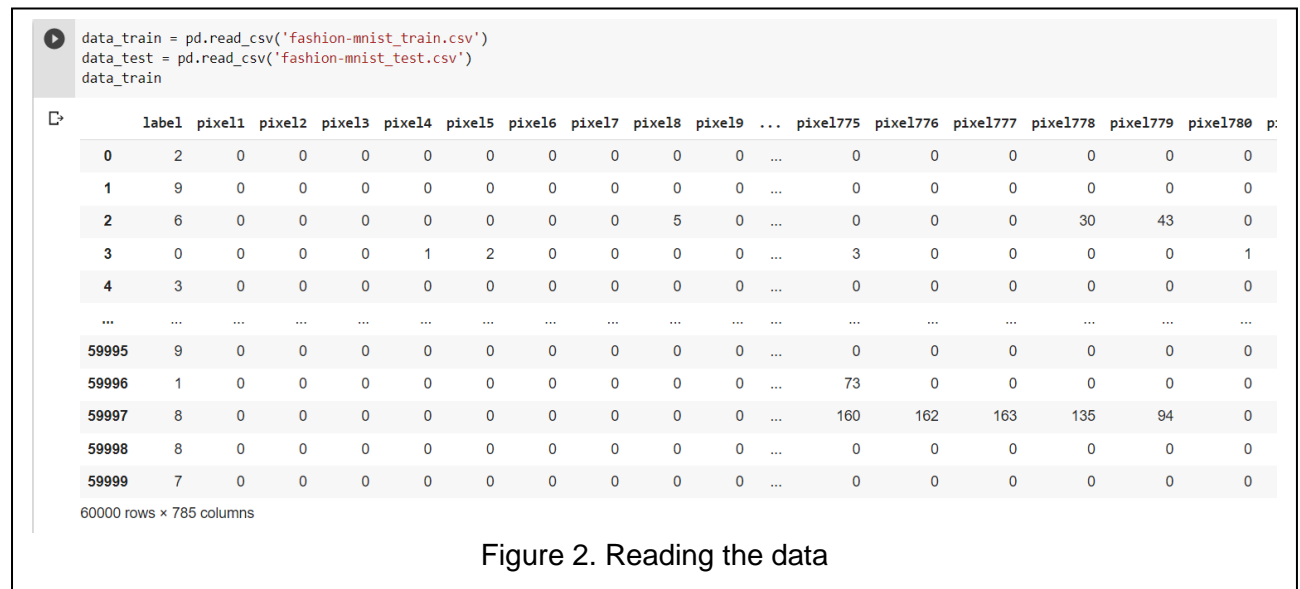 data_train = pd.read_csv('fashion-mnist_train.csv')
data_test = pd.read_csv('fashion-mnist_test.csv')
data_train
label pixel1 pixel2 pixel3 pixel4 pixel5 pixel6 pixel7 pixel8 pixel9 ... pixel775 pixel776 pixel777 pixel778 pixel779 pixel780
0 2 0 0 0 0 0 0 0 0 0 ... 0 0 0 0 0 0
1 9 0 0 0 0 0 0 0 0 0 ... 0 0 0 0 0 0
2 6 0 0 0 0 0 0 0 5 0 ... 0 0 0 30 43 0
3 0 0 0 0 1 2 0 0 0 0 ... 3 0 0 0 0 1
4 3 0 0 0 0 0 0 0 0 0 ... 0 0 0 0 0 0
... ... ... ... ... ... ... ... ... ... ... ... ... ... ... ... ... ...
59995 9 0 0 0 0 0 0 0 0 0 ... 0 0 0 0 0 0
59996 1 0 0 0 0 0 0 0 0 0 ... 73 0 0 0 0 0
59997 8 0 0 0 0 0 0 0 0 0 ... 160 162 163 135 94 0
59998 8 0 0 0 0 0 0 0 0 0 ... 0 0 0 0 0 0
59999 7 0 0 0 0 0 0 0 0 0 ... 0 0 0 0 0 0
60000 rows × 785 columns
Figure 2. Reading the data